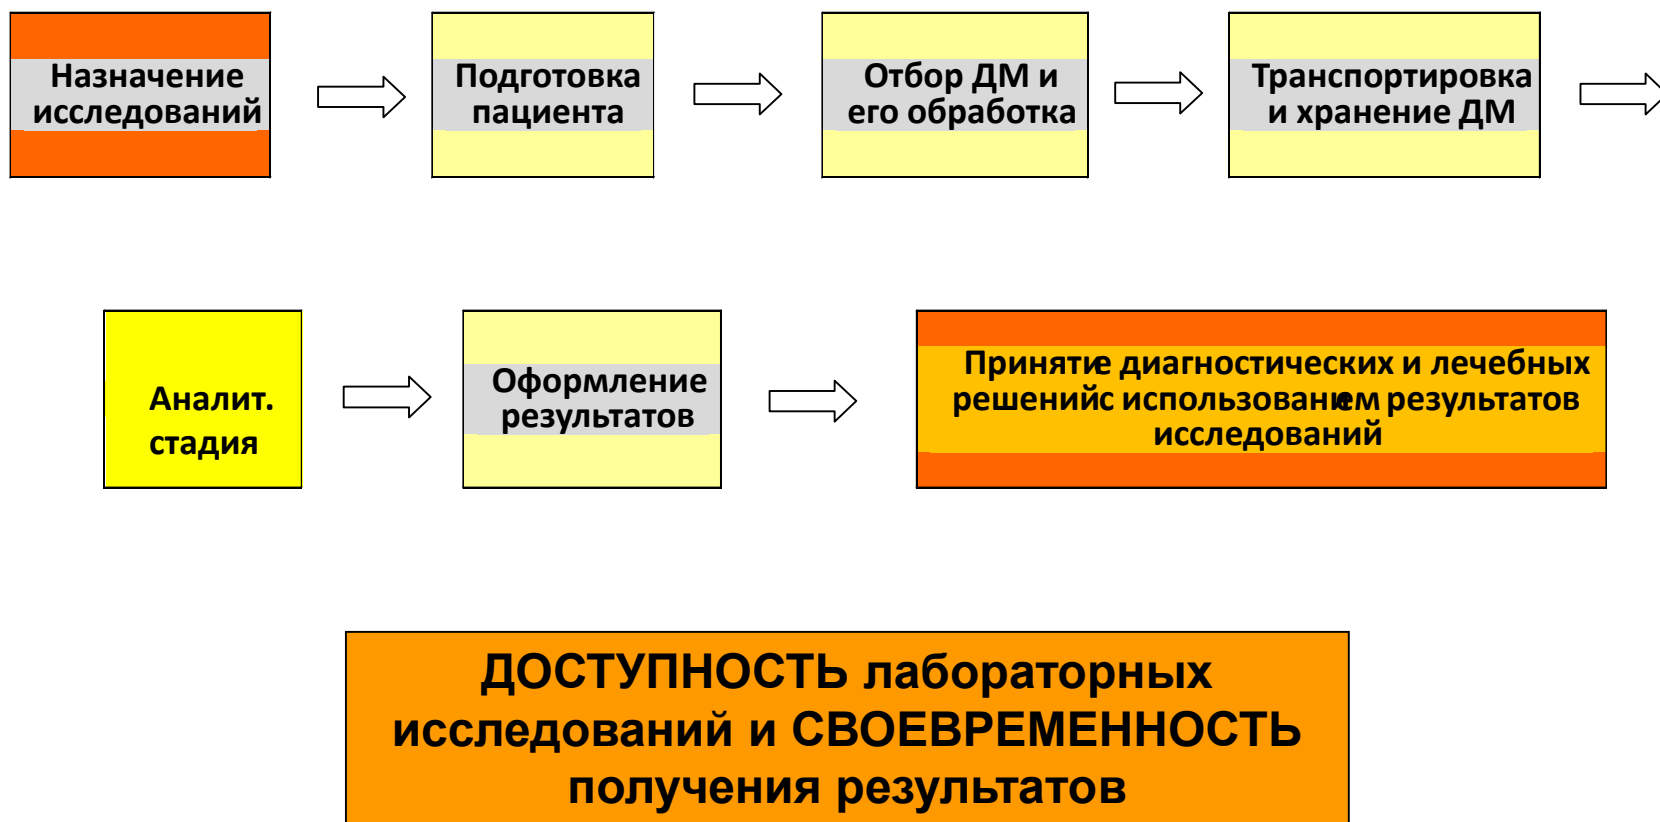 Назначение
исследований
Подготовка
пациента
Отбор ДМ и
его обработка
Транспортировка
и хранение ДМ
Аналит.
стадия
Оформление
результатов
Принятие диагностических и лечебных
решений с использованием результатов
исследований
ДОСТУПНОСТЬ лабораторных
исследований и СВОЕВРЕМЕННОСТЬ
получения результатов